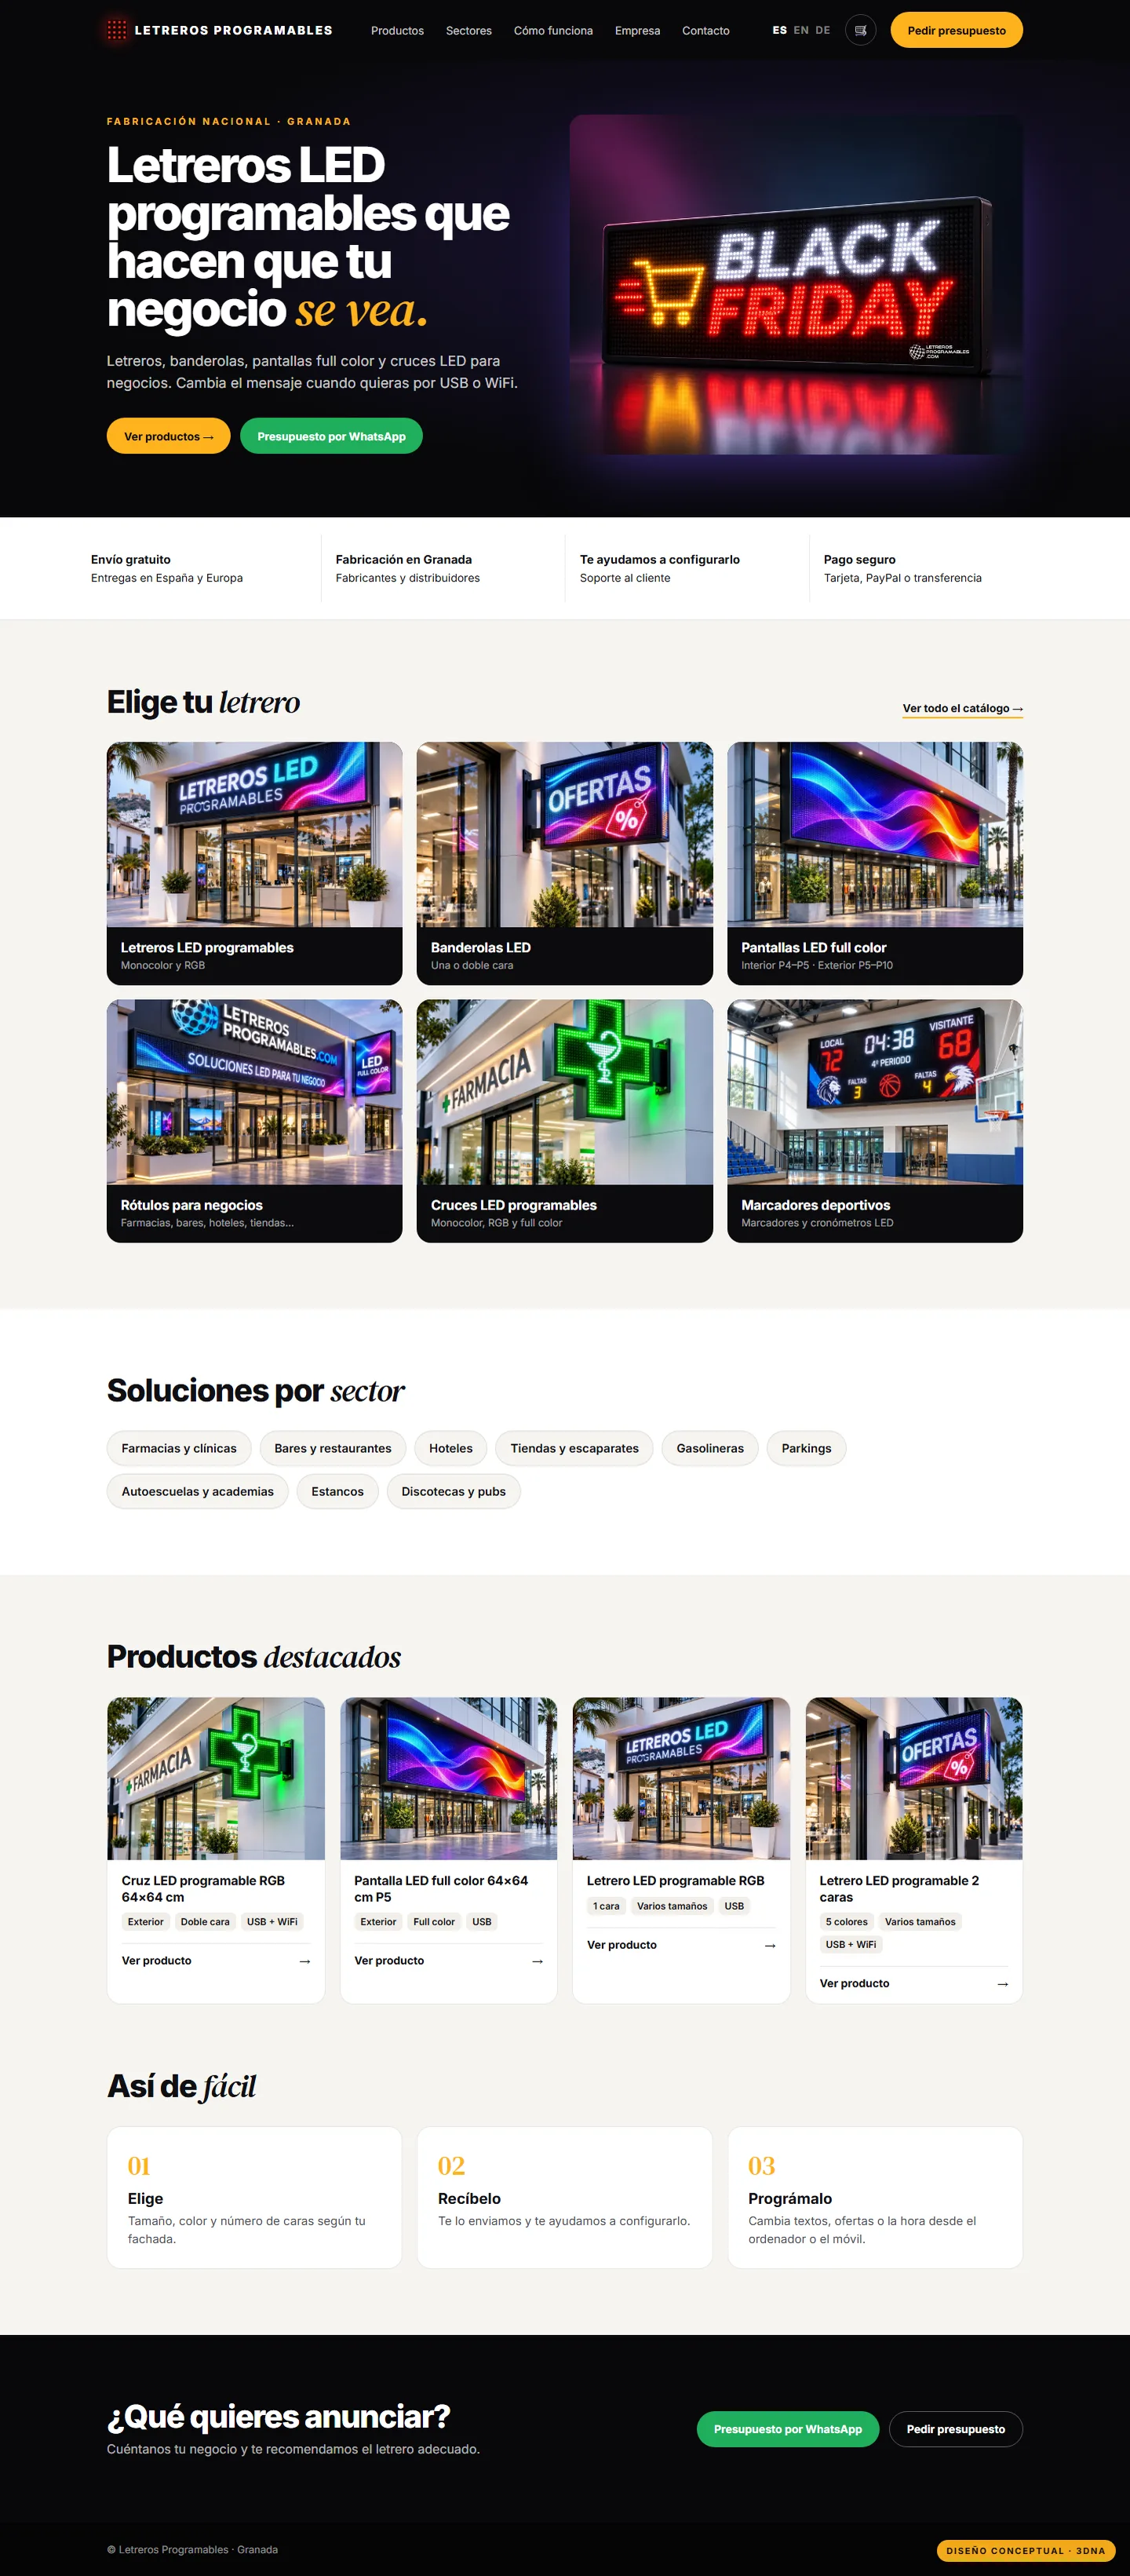 LETREROS PROGRAMABLES
Productos
Sectores
Cómo funciona
Empresa
Contacto
ES EN DE
Pedir presupuesto
FABRICACIÓN NACIONAL · GRANADA
Letreros LED
programables que
hacen que tu
negocio se vea.
Letreros, banderolas, pantallas full color y cruces LED para
negocios. Cambia el mensaje cuando quieras por USB o WiFi.
Ver productos →
Presupuesto por WhatsApp
BLACK
FRIDAY
LETREROS
PROGRAMABLES
.COM
Envío gratuito
Entregas en España y Europa
Fabricación en Granada
Fabricantes y distribuidores
Te ayudamos a configurarlo
Soporte al cliente
Pago seguro
Tarjeta, PayPal o transferencia
Elige tu letrero
Ver todo el catálogo →
LETREROS LED
PROGRAMABLES
Letreros LED programables
Monocolor y RGB
OFERTAS
%
Banderolas LED
Una o doble cara
Pantallas LED full color
Interior P4–P5 · Exterior P5–P10
LETREROS
PROGRAMABLES.COM
SOLUCIONES LED PARA TU NEGOCIO
LED
FULL COLOR
Rótulos para negocios
Farmacias, bares, hoteles, tiendas...
FARMACIA
Cruces LED programables
Monocolor, RGB y full color
LOCAL
72
04:38
4º PERIODO
VISITANTE
68
FALTAS
3
FALTAS
4
Marcadores deportivos
Marcadores y cronómetros LED
Soluciones por sector
Farmacias y clínicas
Bares y restaurantes
Hoteles
Tiendas y escaparates
Gasolineras
Parkings
Autoescuelas y academias
Estancos
Discotecas y pubs
Productos destacados
FARMACIA
Cruz LED programable RGB
64×64 cm
Exterior
Doble cara
USB + WiFi
Ver producto →
Pantalla LED full color 64×64
cm P5
Exterior
Full color
USB
Ver producto →
LETREROS LED
PROGRAMABLES
Letrero LED programable RGB
1 cara
Varios tamaños
USB
Ver producto →
OFERTAS
%
Letrero LED programable 2
caras
5 colores
Varios tamaños
USB + WiFi
Ver producto →
Así de fácil
01
Elige
Tamaño, color y número de caras según tu
fachada.
02
Recíbelo
Te lo enviamos y te ayudamos a configurarlo.
03
Prográmalo
Cambia textos, ofertas o la hora desde el
ordenador o el móvil.
¿Qué quieres anunciar?
Cuéntanos tu negocio y te recomendamos el letrero adecuado.
Presupuesto por WhatsApp
Pedir presupuesto
© Letreros Programables · Granada
DISEÑO CONCEPTUAL · 3DNA